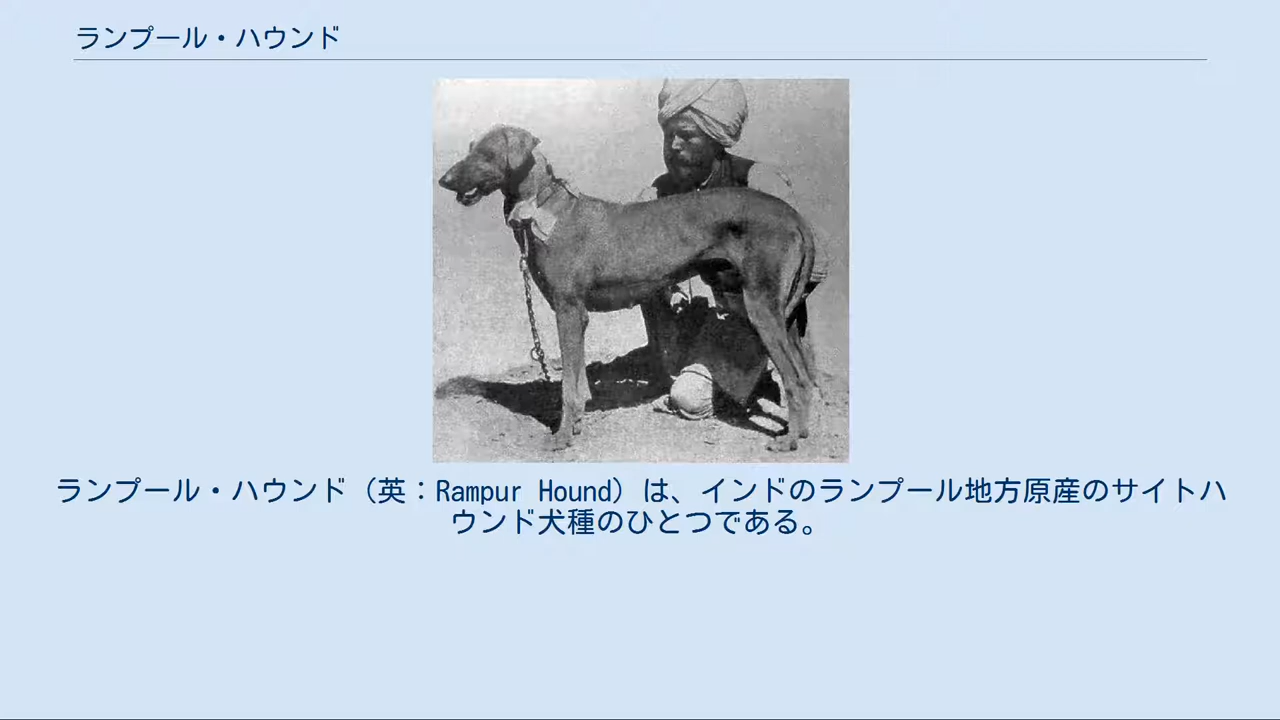 ランプール・ハウンド
ランプール・ハウンド（英：Rampur Hound）は、インドのランプール地方原産のサイトハ
ウンド犬種のひとつである。